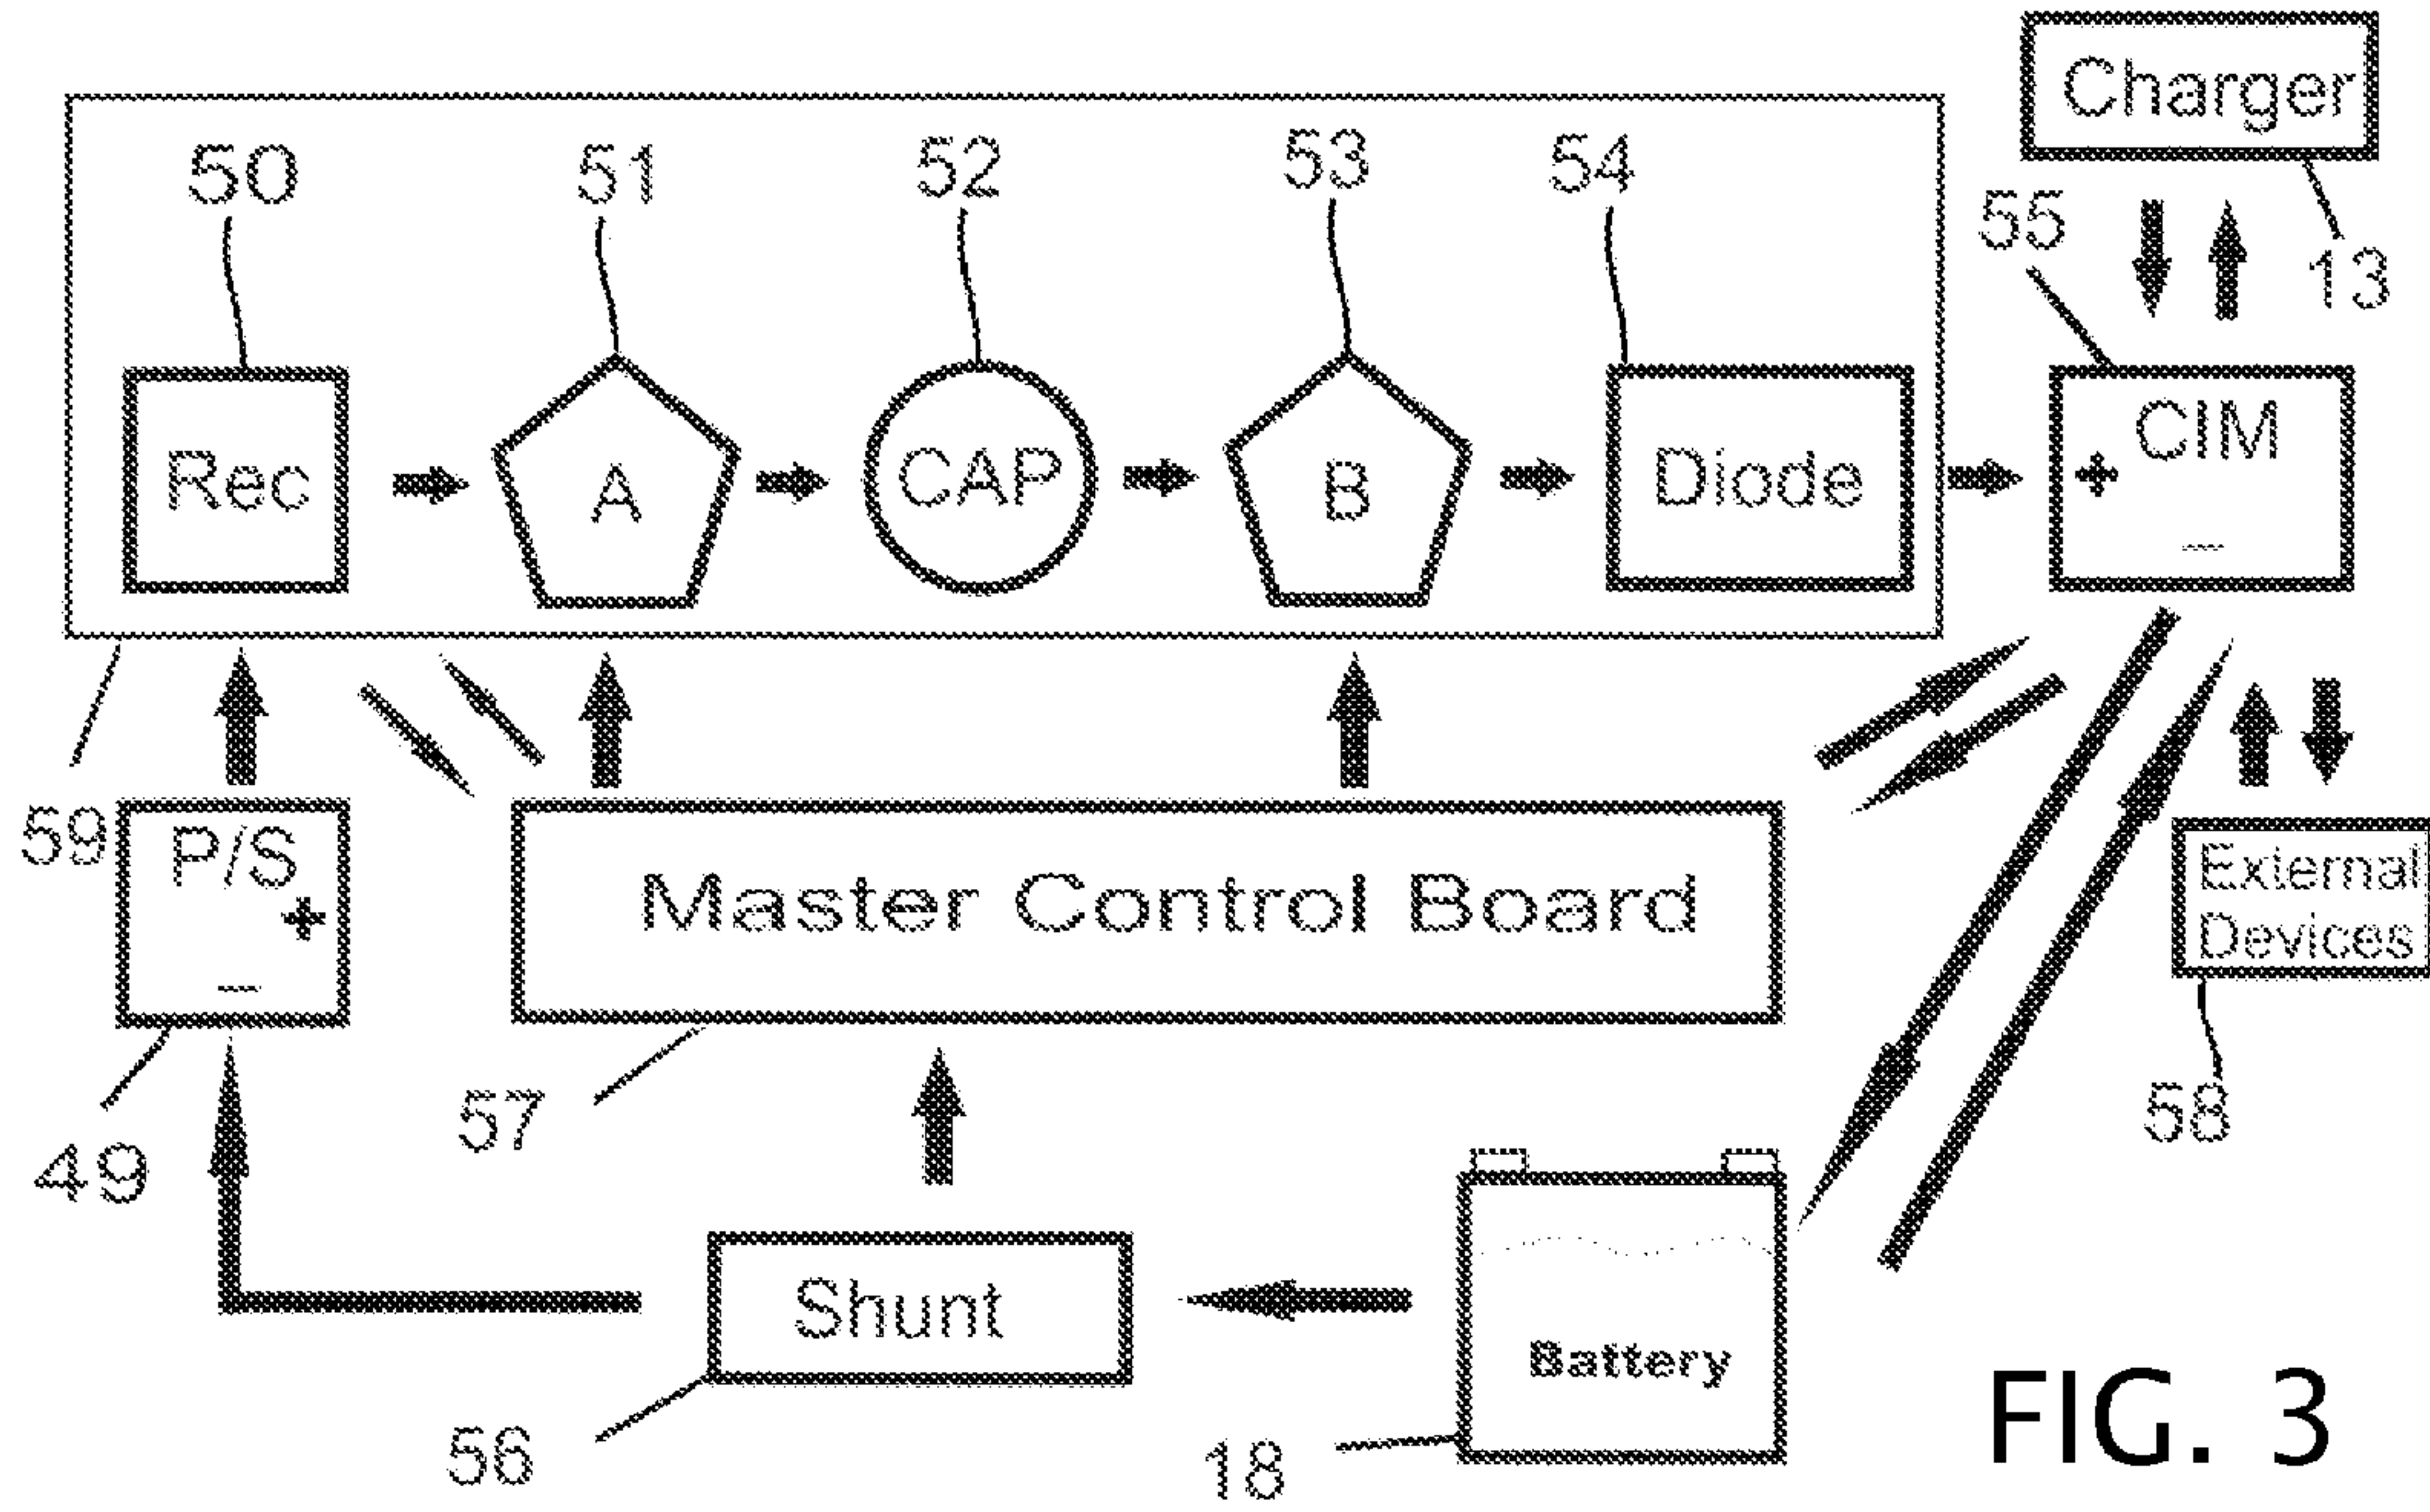 Charger
50
51
52
53
54
55
13
Rec
A
CAP
B
Diode
CIM
+
−
59
P/S
+
−
Master Control Board
External
Devices
49
57
58
Shunt
Battery
56
18
FIG. 3